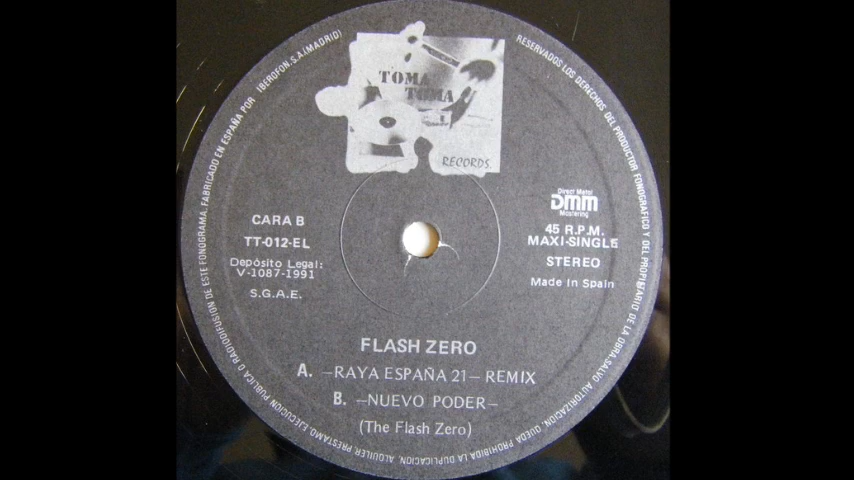 TOMA
TOMA
RECORDS.
CARA B
TT-012-EL
Depósito Legal:
V-1087-1991
S.G.A.E.
Direct Metal
DMM
Mastering
45 R.P.M.
MAXI-SINGLE
STEREO
Made in Spain
FLASH ZERO
A. –RAYA ESPAÑA 21– REMIX
B. –NUEVO PODER–
(The Flash Zero)
RESERVADOS LOS DERECHOS DEL PRODUCTOR FONOGRAFICO Y DEL PROPIETARIO DE LA OBRA. SALVO AUTORIZACION, QUEDA PROHIBIDA LA DUPLICACION, ALQUILER, PRESTAMO, EJECUCION PUBLICA O RADIODIFUSION DE ESTE FONOGRAMA. FABRICADO EN ESPAÑA POR IBEROFON, S.A. (MADRID)